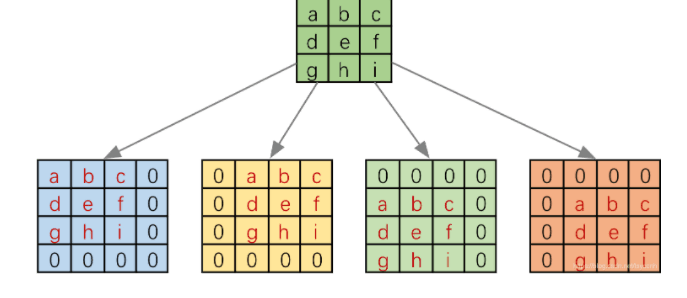 a b c
d e f
g h i
a b c 0 0 a b c 0 0 0 0 0 0 0 0
d e f 0 0 d e f a b c 0 0 a b c
g h i 0 0 g h i d e f 0 0 d e f
0 0 0 0 0 0 0 0 g h i 0 0 g h i